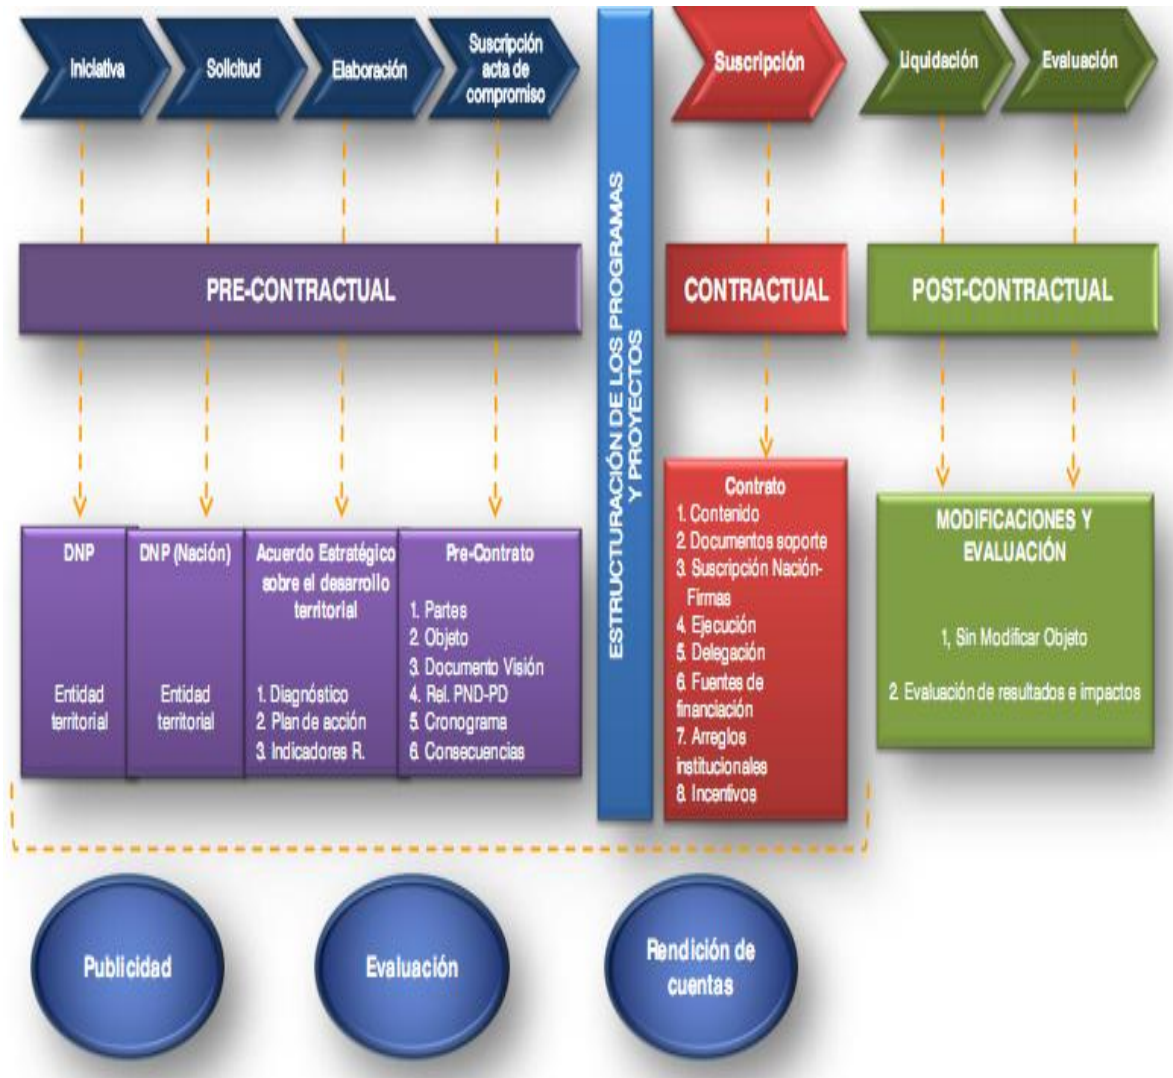 Iniciativa
Solicitud
Elaboración
Suscripción
acta de
compromiso
Suscripción
Liquidación
Evaluación
PRE-CONTRACTUAL
ESTRUCTURACIÓN DE LOS PROGRAMAS
Y PROYECTOS
CONTRACTUAL
POST-CONTRACTUAL
DNP
Entidad
territorial
DNP (Nación)
Entidad
territorial
Acuerdo Estratégico
sobre el desarrollo
territorial
1. Diagnóstico
2. Plan de acción
3. Indicadores R.
Pre-Contrato
1. Partes
2. Objeto
3. Documento Visión
4. Rel. PND-PD
5. Cronograma
6. Consecuencias
Contrato
1. Contenido
2. Documentos soporte
3. Suscripción Nación-
Firmas
4. Ejecución
5. Delegación
6. Fuentes de
financiación
7. Arreglos
institucionales
8. Incentivos
MODIFICACIONES Y
EVALUACIÓN
1, Sin Modificar Objeto
2. Evaluación de resultados e impactos
Publicidad
Evaluación
Rendición de
cuentas